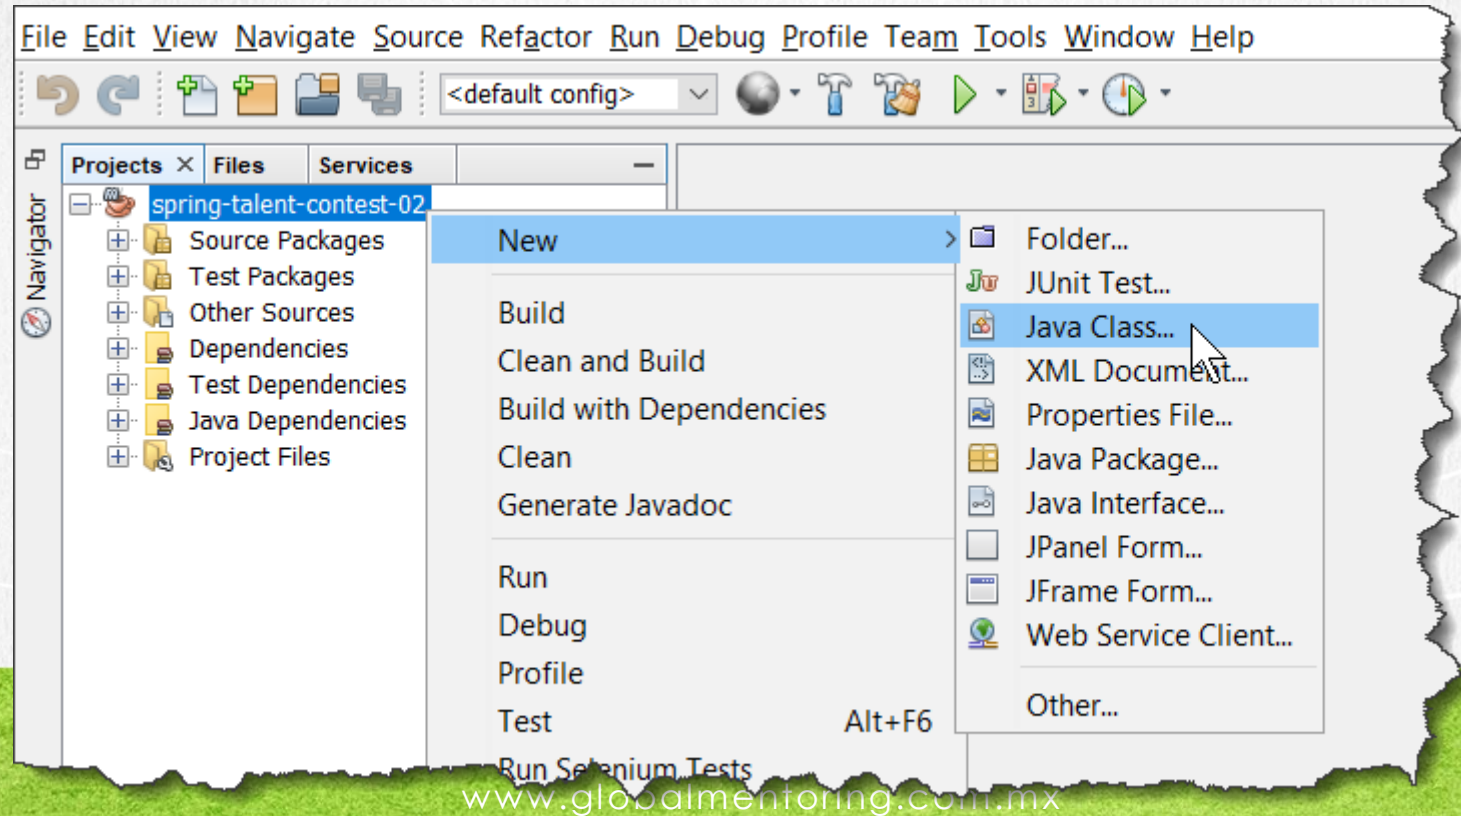 File Edit View Navigate Source Refactor Run Debug Profile Team Tools Window Help
<default config>
Projects Files Services
Navigator
spring-talent-contest-02
Source Packages
Test Packages
Other Sources
Dependencies
Test Dependencies
Java Dependencies
Project Files
New
Build
Clean and Build
Build with Dependencies
Clean
Generate Javadoc
Run
Debug
Profile
Test Alt+F6
Run Selenium Tests
Folder...
JUnit Test...
Java Class...
XML Document...
Properties File...
Java Package...
Java Interface...
JPanel Form...
JFrame Form...
Web Service Client...
Other...
www.globalmentoring.com.mx